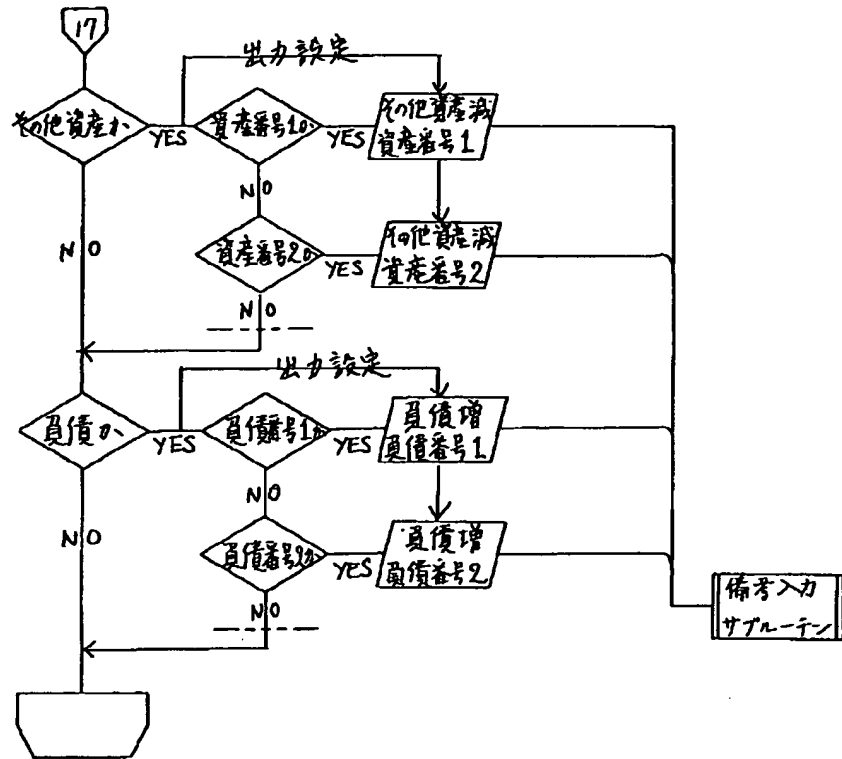 17
出力設定
その他資産か
YES
資産番号1か
YES
その他資産減
資産番号1
NO
NO
資産番号2か
YES
その他資産減
資産番号2
NO
出力設定
負債か
YES
負債番号1か
YES
負債増
負債番号1
NO
NO
負債番号2か
YES
負債増
負債番号2
NO
備考入力
サブルーテン